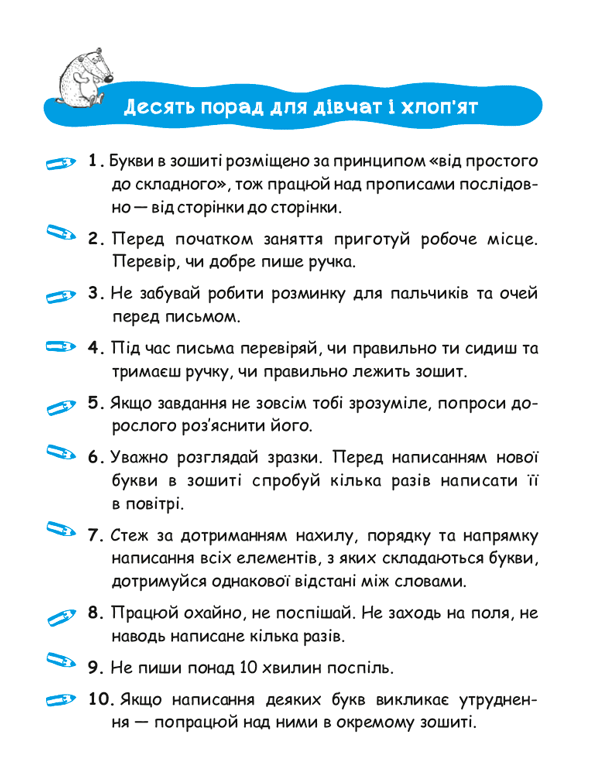 Десять порад для дівчат і хлоп'ят
1. Букви в зошиті розміщено за принципом «від простого
до складного», тож працюй над прописами послідов-
но — від сторінки до сторінки.
2. Перед початком заняття приготуй робоче місце.
Перевір, чи добре пише ручка.
3. Не забувай робити розминку для пальчиків та очей
перед письмом.
4. Під час письма перевіряй, чи правильно ти сидиш та
тримаєш ручку, чи правильно лежить зошит.
5. Якщо завдання не зовсім тобі зрозуміле, попроси до-
рослого роз’яснити його.
6. Уважно розглядай зразки. Перед написанням нової
букви в зошиті спробуй кілька разів написати її
в повітрі.
7. Стеж за дотриманням нахилу, порядку та напрямку
написання всіх елементів, з яких складаються букви,
дотримуйся однакової відстані між словами.
8. Працюй охайно, не поспішай. Не заходь на поля, не
наводь написане кілька разів.
9. Не пиши понад 10 хвилин поспіль.
10. Якщо написання деяких букв викликає утруднен-
ня — попрацюй над ними в окремому зошиті.